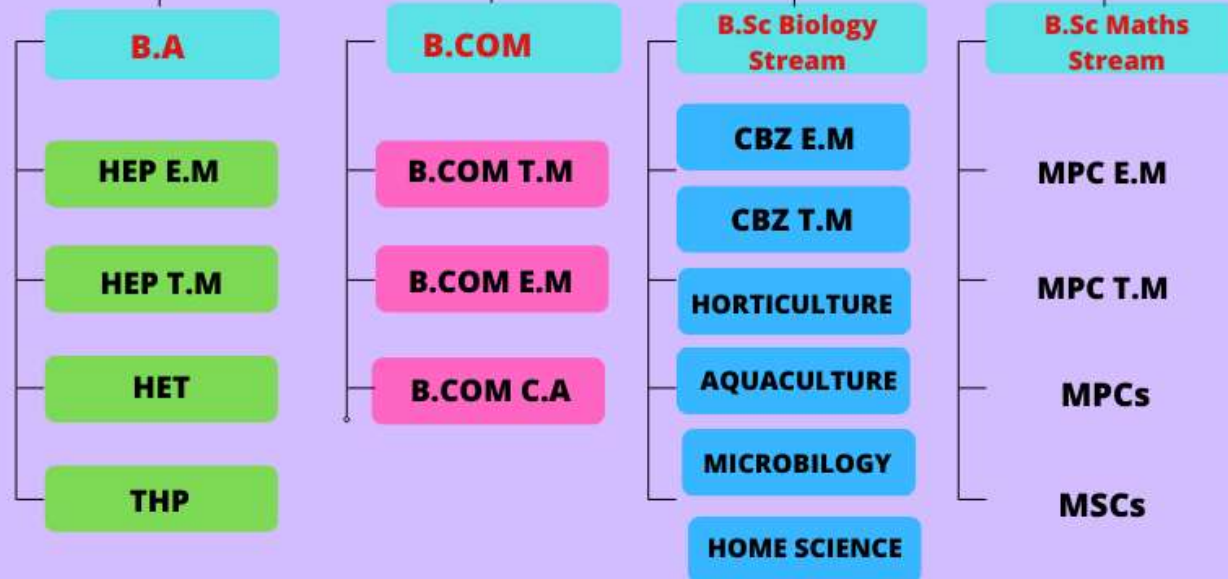 B.A
HEP E.M
HEP T.M
HET
THP
B.COM
B.COM T.M
B.COM E.M
B.COM C.A
B.Sc Biology
Stream
CBZ E.M
CBZ T.M
HORTICULTURE
AQUACULTURE
MICROBILOGY
HOME SCIENCE
B.Sc Maths
Stream
MPC E.M
MPC T.M
MPCs
MSCs